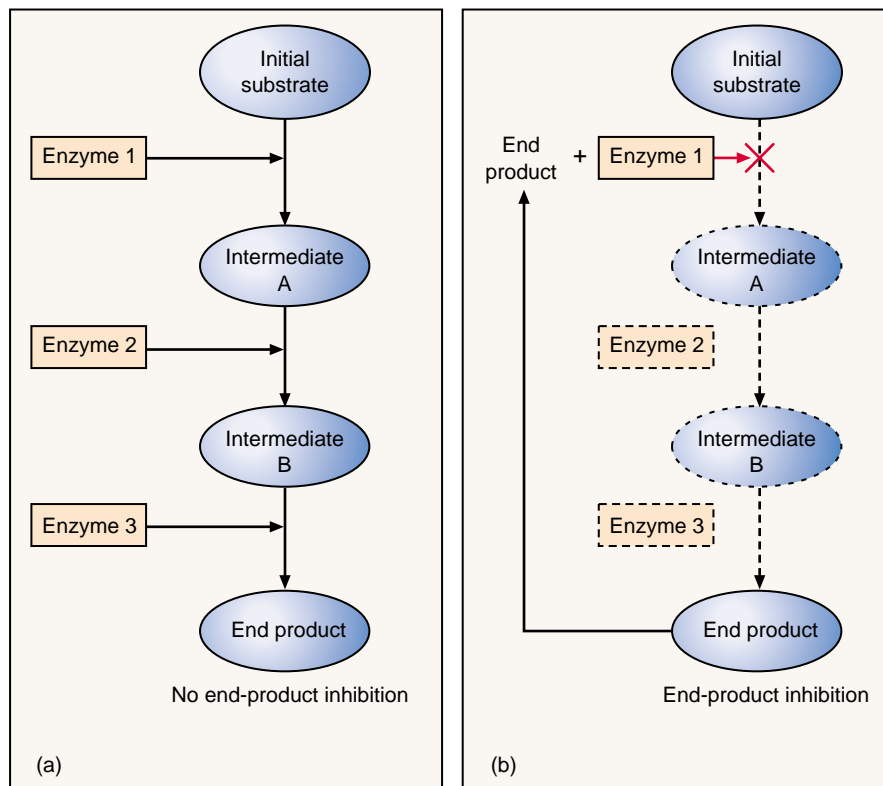 Initial
substrate
Enzyme 1
Intermediate
A
Enzyme 2
Intermediate
B
Enzyme 3
End product
No end-product inhibition
(a)
Initial
substrate
End
product
+
Enzyme 1
Intermediate
A
Enzyme 2
Intermediate
B
Enzyme 3
End product
End-product inhibition
(b)